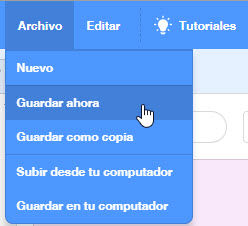 Archivo Editar Tutoriales
Nuevo
Guardar ahora
Guardar como copia
Subir desde tu computador
Guardar en tu computador